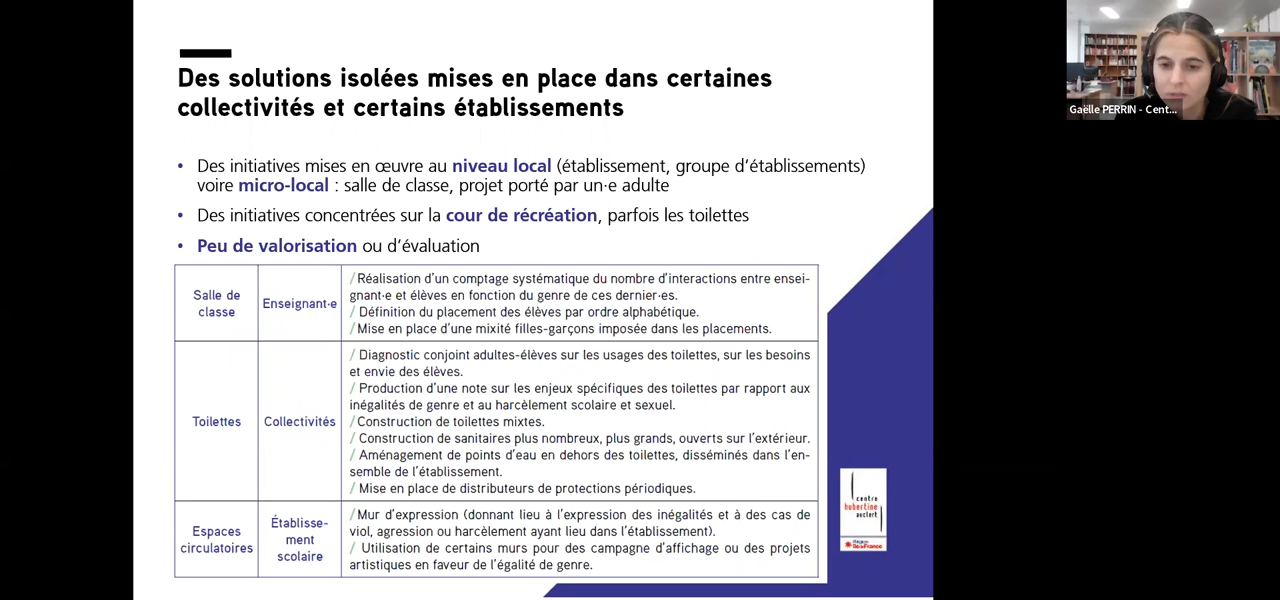 Des solutions isolées mises en place dans certaines
collectivités et certains établissements
• Des initiatives mises en œuvre au niveau local (établissement, groupe d'établissements)
voire micro-local : salle de classe, projet porté par un·e adulte
• Des initiatives concentrées sur la cour de récréation, parfois les toilettes
• Peu de valorisation ou d'évaluation
Salle de
classe
Enseignant·e
/ Réalisation d'un comptage systématique du nombre d'interactions entre ensei-
gnant·e et élèves en fonction du genre de ces dernier·es.
/ Définition du placement des élèves par ordre alphabétique.
/ Mise en place d'une mixité filles-garçons imposée dans les placements.
Toilettes
Collectivités
/ Diagnostic conjoint adultes-élèves sur les usages des toilettes, sur les besoins
et envie des élèves.
/ Production d'une note sur les enjeux spécifiques des toilettes par rapport aux
inégalités de genre et au harcèlement scolaire et sexuel.
/ Construction de toilettes mixtes.
/ Construction de sanitaires plus nombreux, plus grands, ouverts sur l'extérieur.
/ Aménagement de points d'eau en dehors des toilettes, disséminés dans l'en-
semble de l'établissement.
/ Mise en place de distributeurs de protections périodiques.
Espaces
circulatoires
Établisse-
ment
scolaire
/ Mur d'expression (donnant lieu à l'expression des inégalités et à des cas de
viol, agression ou harcèlement ayant lieu dans l'établissement).
/ Utilisation de certains murs pour des campagne d'affichage ou des projets
artistiques en faveur de l'égalité de genre.
centre
hubertine
auclert
Région
île de France
Gaëlle PERRIN - Cent...